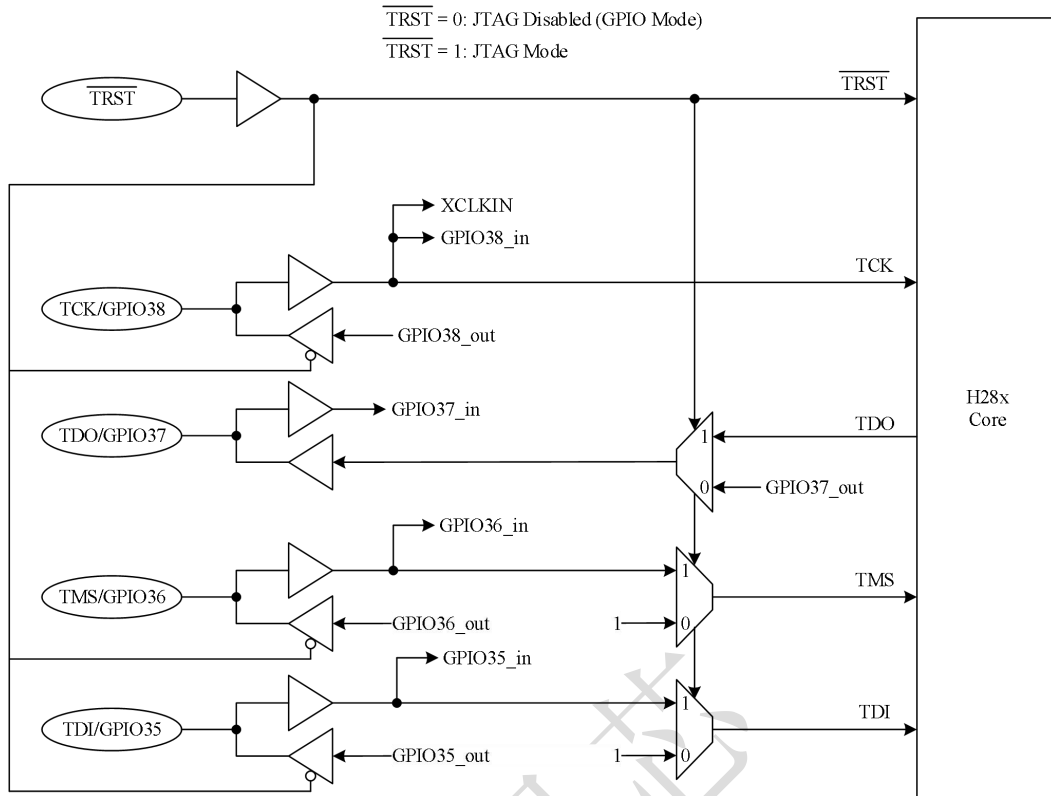 TRST = 0: JTAG Disabled (GPIO Mode)
TRST = 1: JTAG Mode
TRST
TRST
XCLKIN
GPIO38_in
TCK
TCK/GPIO38
GPIO38_out
H28x
Core
GPIO37_in
TDO/GPIO37
1
TDO
0
GPIO37_out
GPIO36_in
1
TMS/GPIO36
TMS
GPIO36_out
1
0
GPIO35_in
1
TDI/GPIO35
TDI
GPIO35_out
1
0
芯